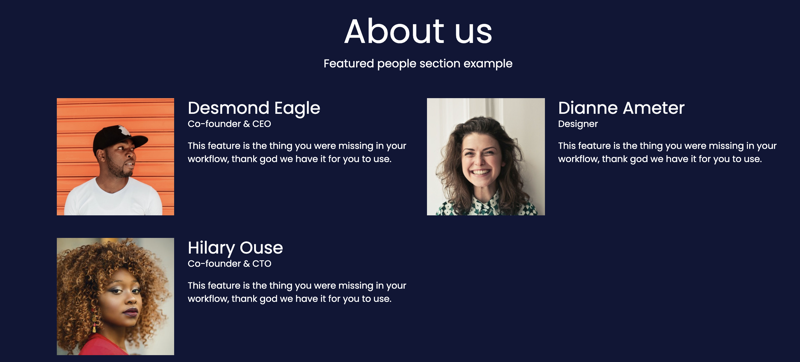 About us
Featured people section example
Desmond Eagle
Co-founder & CEO
This feature is the thing you were missing in your
workflow, thank god we have it for you to use.
Dianne Ameter
Designer
This feature is the thing you were missing in your
workflow, thank god we have it for you to use.
Hilary Ouse
Co-founder & CTO
This feature is the thing you were missing in your
workflow, thank god we have it for you to use.